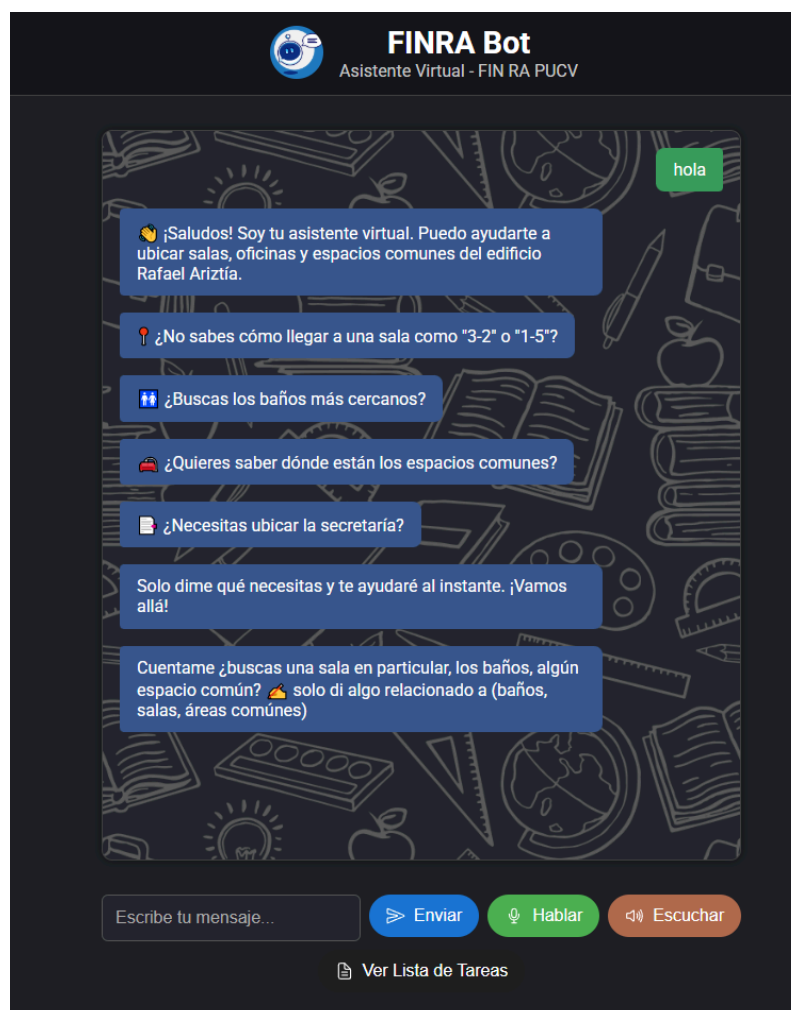 FINRA Bot
Asistente Virtual - FIN RA PUCV
hola
👋 ¡Saludos! Soy tu asistente virtual. Puedo ayudarte a
ubicar salas, oficinas y espacios comunes del edificio
Rafael Ariztía.
📍 ¿No sabes cómo llegar a una sala como "3-2" o "1-5"?
🚻 ¿Buscas los baños más cercanos?
¿Quieres saber dónde están los espacios comunes?
📑 ¿Necesitas ubicar la secretaría?
Solo dime qué necesitas y te ayudaré al instante. ¡Vamos
allá!
Cuentame ¿buscas una sala en particular, los baños, algún
espacio común? ✍️ solo di algo relacionado a (baños,
salas, áreas comúnes)
Escribe tu mensaje...
Enviar
Hablar
Escuchar
Ver Lista de Tareas